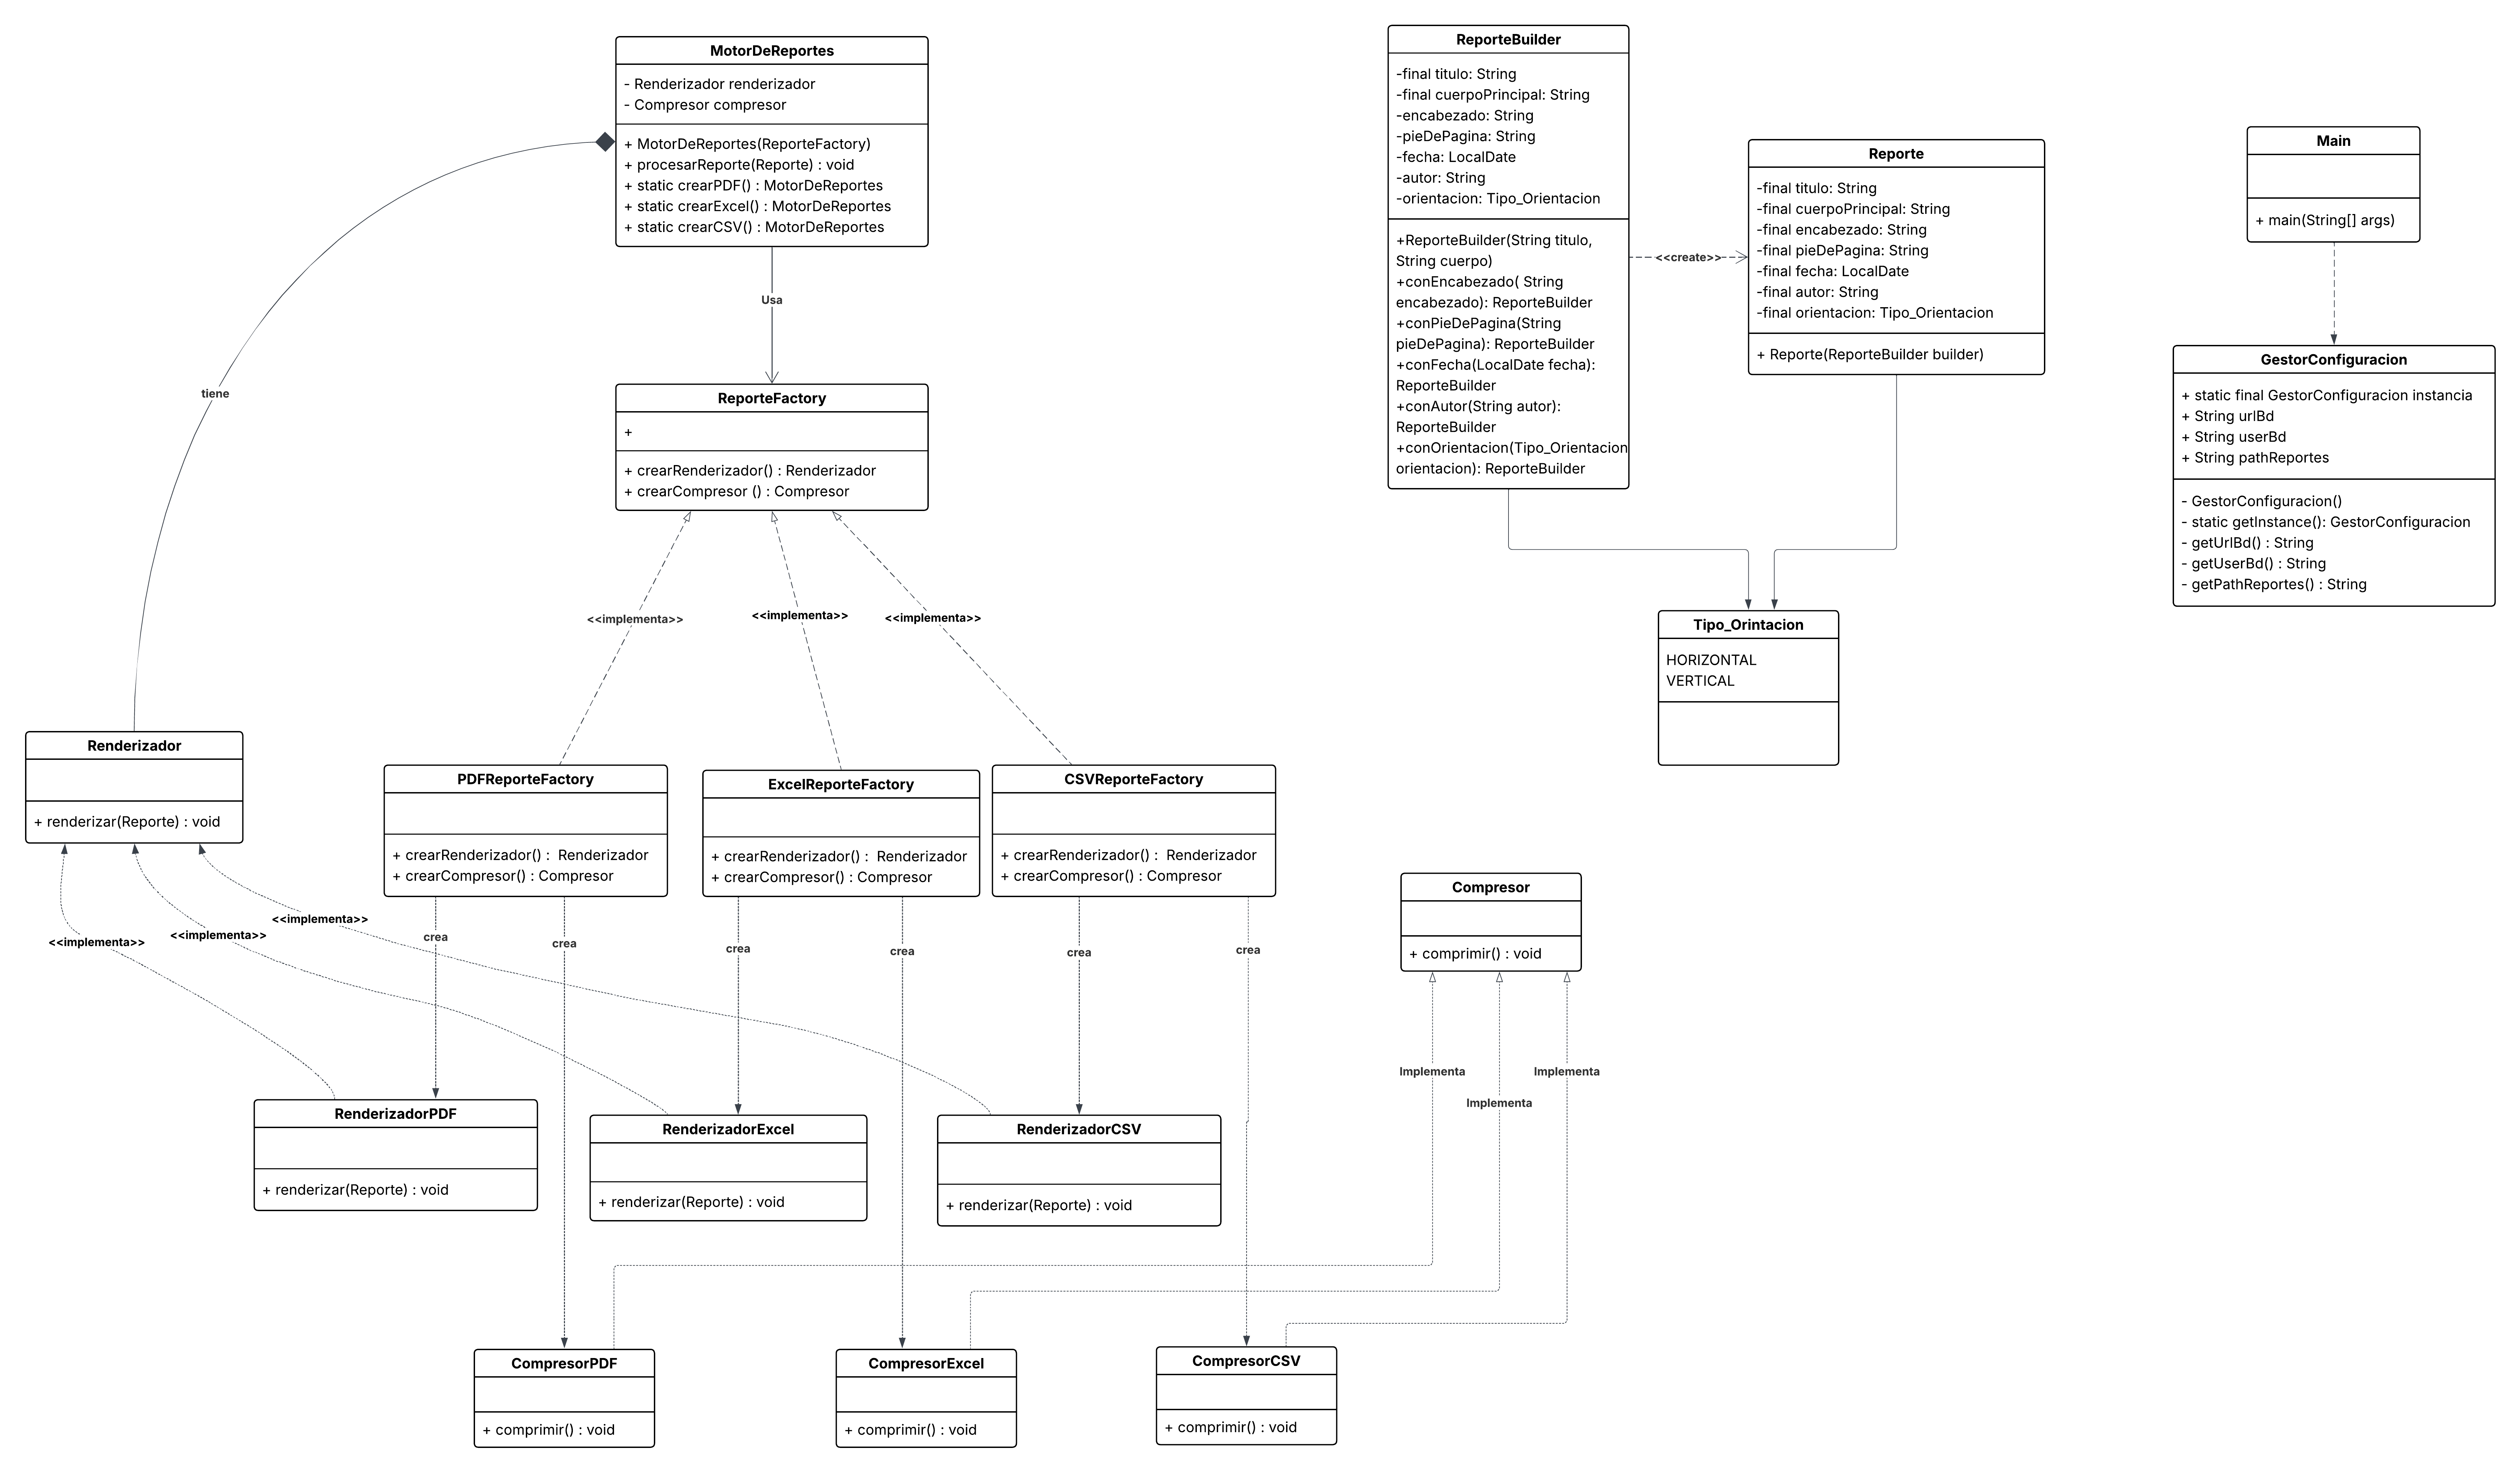 MotorDeReportes
- Renderizador renderizador
- Compresor compresor
+ MotorDeReportes(ReporteFactory)
+ procesarReporte(Reporte) : void
+ static crearPDF() : MotorDeReportes
+ static crearExcel() : MotorDeReportes
+ static crearCSV() : MotorDeReportes
Usa
tiene
ReporteFactory
+
+ crearRenderizador() : Renderizador
+ crearCompresor () : Compresor
<<implementa>>
<<implementa>>
<<implementa>>
ReporteBuilder
-final titulo: String
-final cuerpoPrincipal: String
-encabezado: String
-pieDePagina: String
-fecha: LocalDate
-autor: String
-orientacion: Tipo_Orientacion
+ReporteBuilder(String titulo,
String cuerpo)
+conEncabezado( String
encabezado): ReporteBuilder
+conPieDePagina(String
pieDePagina): ReporteBuilder
+conFecha(LocalDate fecha):
ReporteBuilder
+conAutor(String autor):
ReporteBuilder
+conOrientacion(Tipo_Orientacion
orientacion): ReporteBuilder
<<create>>
Reporte
-final titulo: String
-final cuerpoPrincipal: String
-final encabezado: String
-final pieDePagina: String
-final fecha: LocalDate
-final autor: String
-final orientacion: Tipo_Orientacion
+ Reporte(ReporteBuilder builder)
Main
+ main(String[] args)
GestorConfiguracion
+ static final GestorConfiguracion instancia
+ String urlBd
+ String userBd
+ String pathReportes
- GestorConfiguracion()
- static getInstance(): GestorConfiguracion
- getUrlBd() : String
- getUserBd() : String
- getPathReportes() : String
Tipo_Orintacion
HORIZONTAL
VERTICAL
Renderizador
+ renderizar(Reporte) : void
PDFReporteFactory
+ crearRenderizador() :  Renderizador
+ crearCompresor() : Compresor
ExcelReporteFactory
+ crearRenderizador() :  Renderizador
+ crearCompresor() : Compresor
CSVReporteFactory
+ crearRenderizador() :  Renderizador
+ crearCompresor() : Compresor
<<implementa>>
<<implementa>>
<<implementa>>
crea
crea
crea
crea
crea
crea
Compresor
+ comprimir() : void
Implementa
Implementa
Implementa
RenderizadorPDF
+ renderizar(Reporte) : void
RenderizadorExcel
+ renderizar(Reporte) : void
RenderizadorCSV
+ renderizar(Reporte) : void
CompresorPDF
+ comprimir() : void
CompresorExcel
+ comprimir() : void
CompresorCSV
+ comprimir() : void